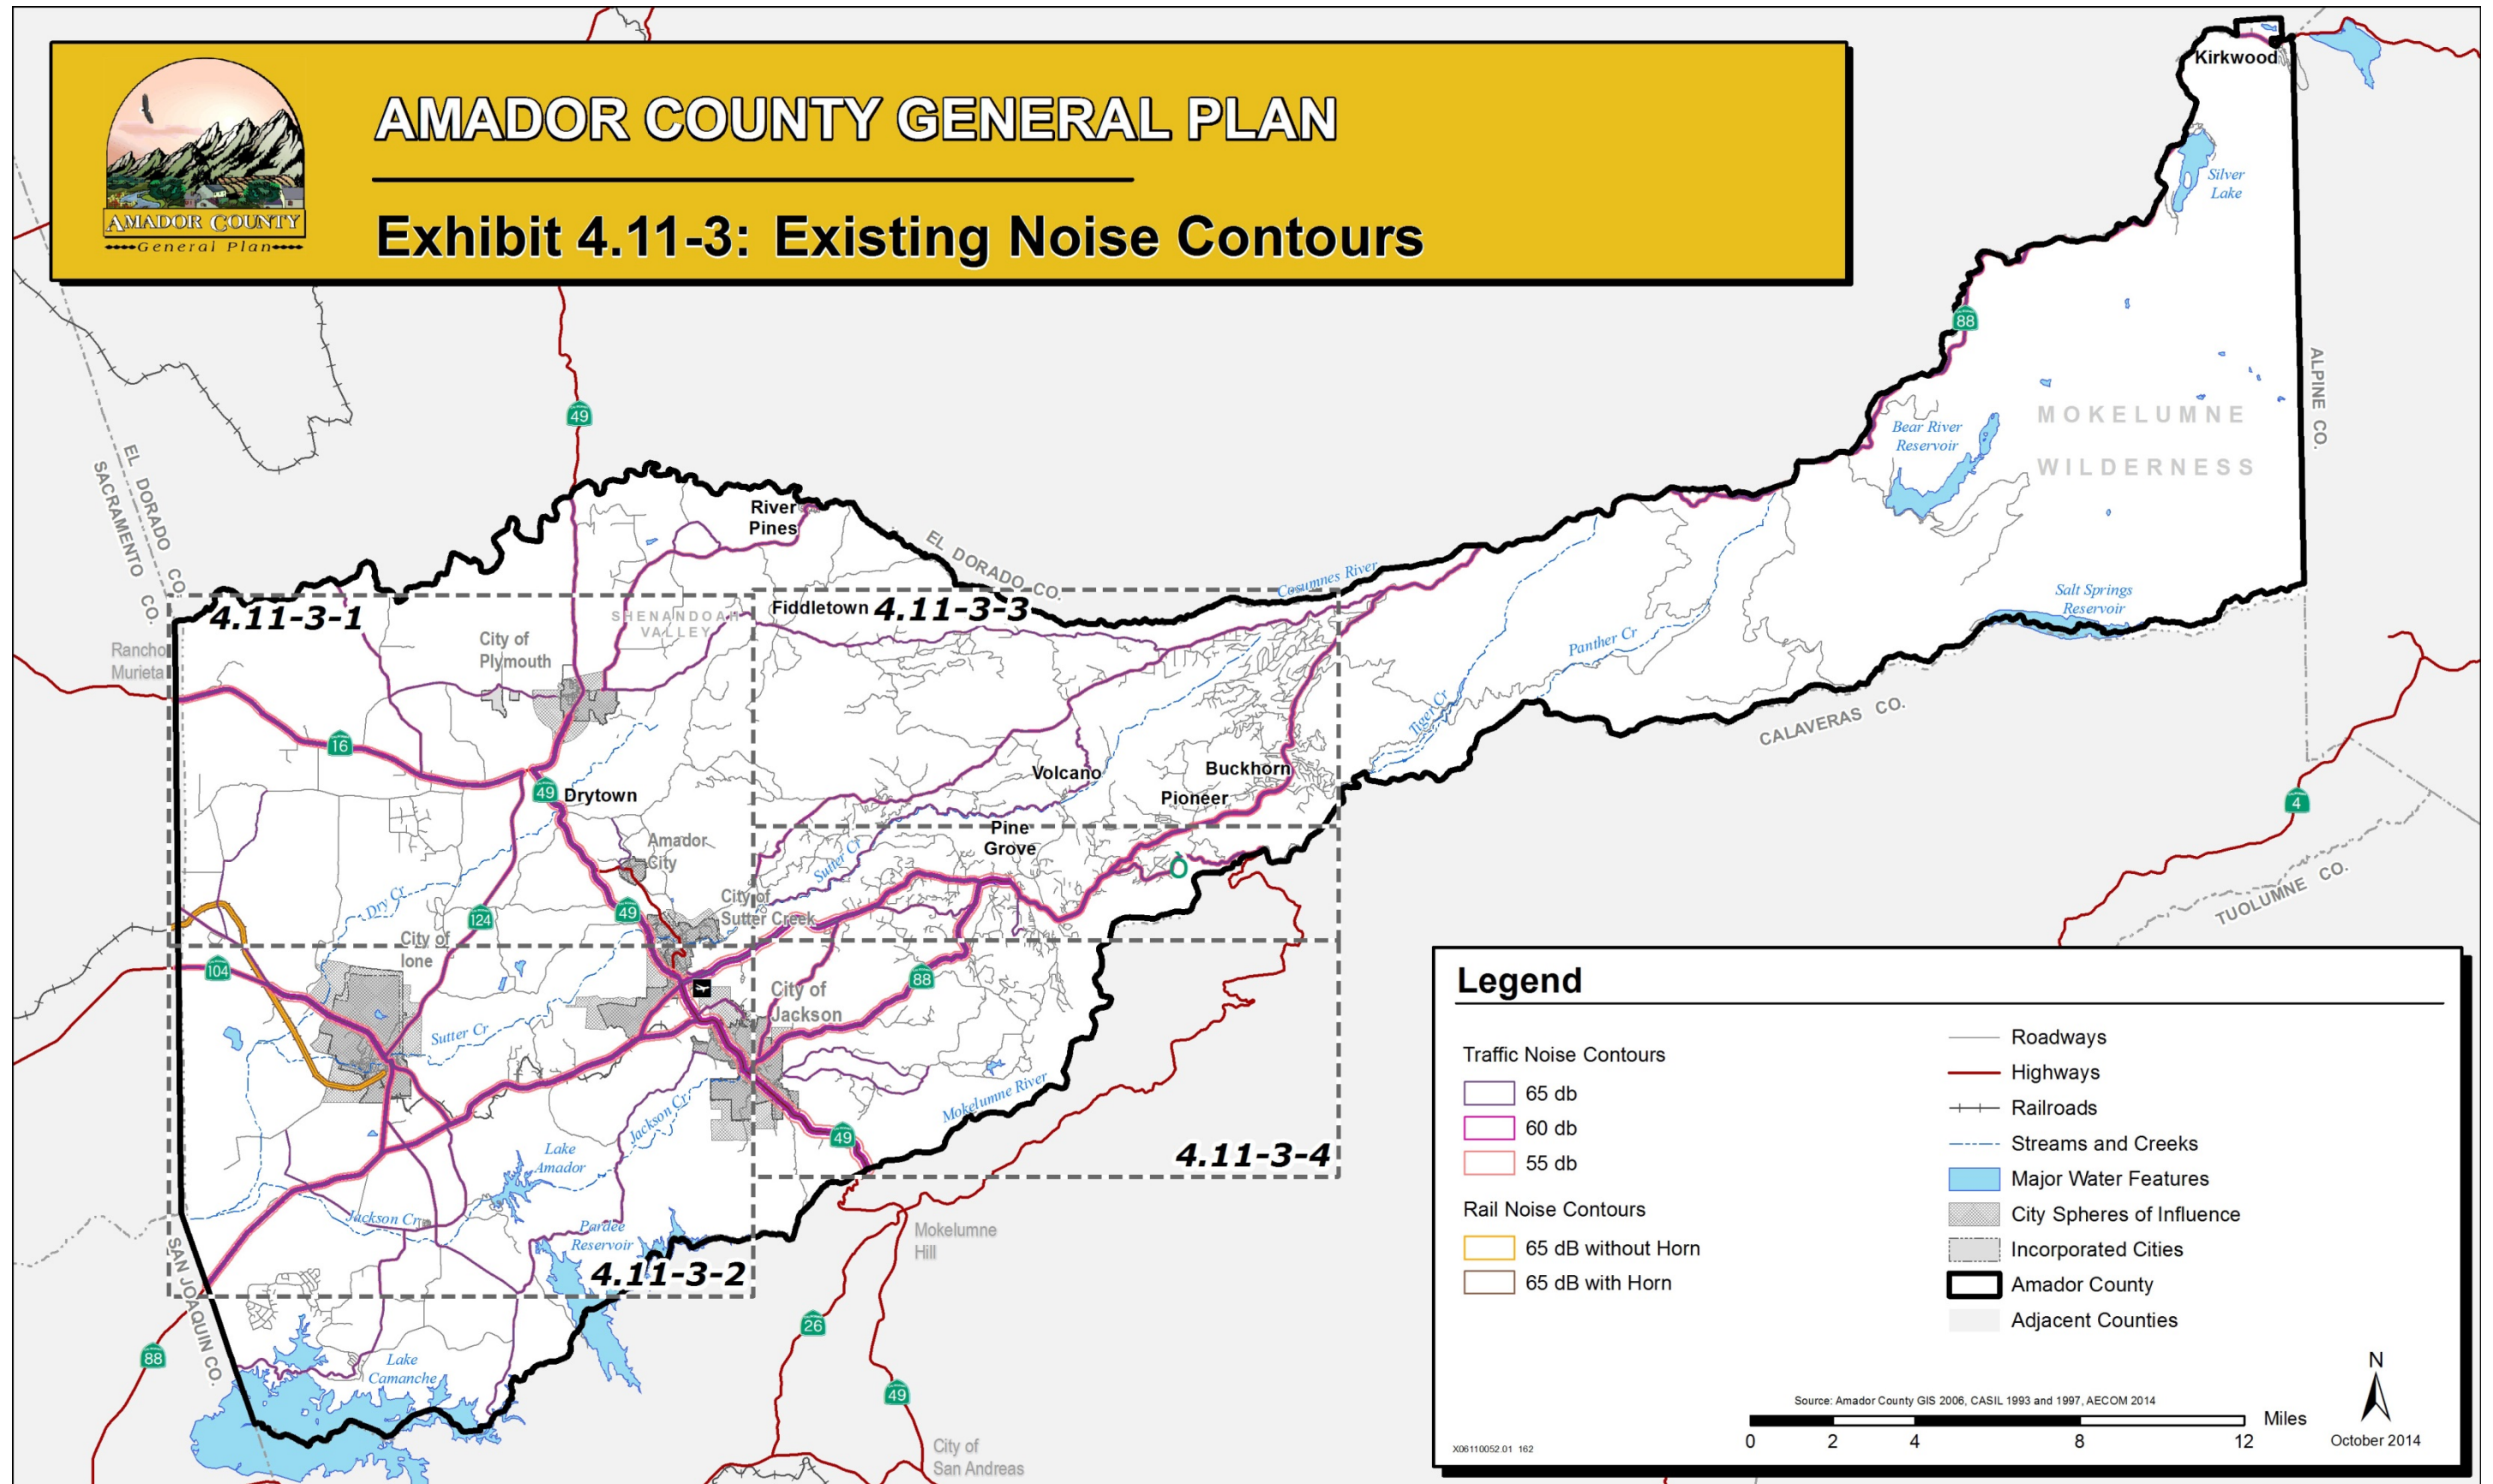 AMADOR COUNTY GENERAL PLAN
Exhibit 4.11-3: Existing Noise Contours
AMADOR COUNTY
General Plan
Kirkwood
Silver
Lake
88
ALPINE CO.
MOKELUMNE
WILDERNESS
Bear River
Reservoir
49
EL DORADO CO.
SACRAMENTO CO.
River
Pines
EL DORADO CO.
Cosumnes River
Salt Springs
Reservoir
4.11-3-1
SHENANDOAH
VALLEY
Fiddletown
4.11-3-3
City of
Plymouth
Rancho
Murieta
Panther Cr
Tiger Cr
CALAVERAS CO.
16
49
Drytown
Volcano
Buckhorn
Pioneer
4
Pine
Grove
Amador
City
Sutter Cr
TUOLUMNE CO.
Dry Cr
124
49
City of
Sutter Creek
City of
Ione
104
88
City of
Jackson
Sutter Cr
Jackson Cr
Mokelumne River
49
4.11-3-4
Lake
Amador
Jackson Cr
Pardee
Reservoir
4.11-3-2
Mokelumne
Hill
SAN JOAQUIN CO.
88
26
Lake
Camanche
49
City of
San Andreas
Legend
Traffic Noise Contours
65 db
60 db
55 db
Rail Noise Contours
65 dB without Horn
65 dB with Horn
Roadways
Highways
Railroads
Streams and Creeks
Major Water Features
City Spheres of Influence
Incorporated Cities
Amador County
Adjacent Counties
N
Source: Amador County GIS 2006, CASIL 1993 and 1997, AECOM 2014
Miles
0 2 4 8 12
October 2014
X06110052.01 162